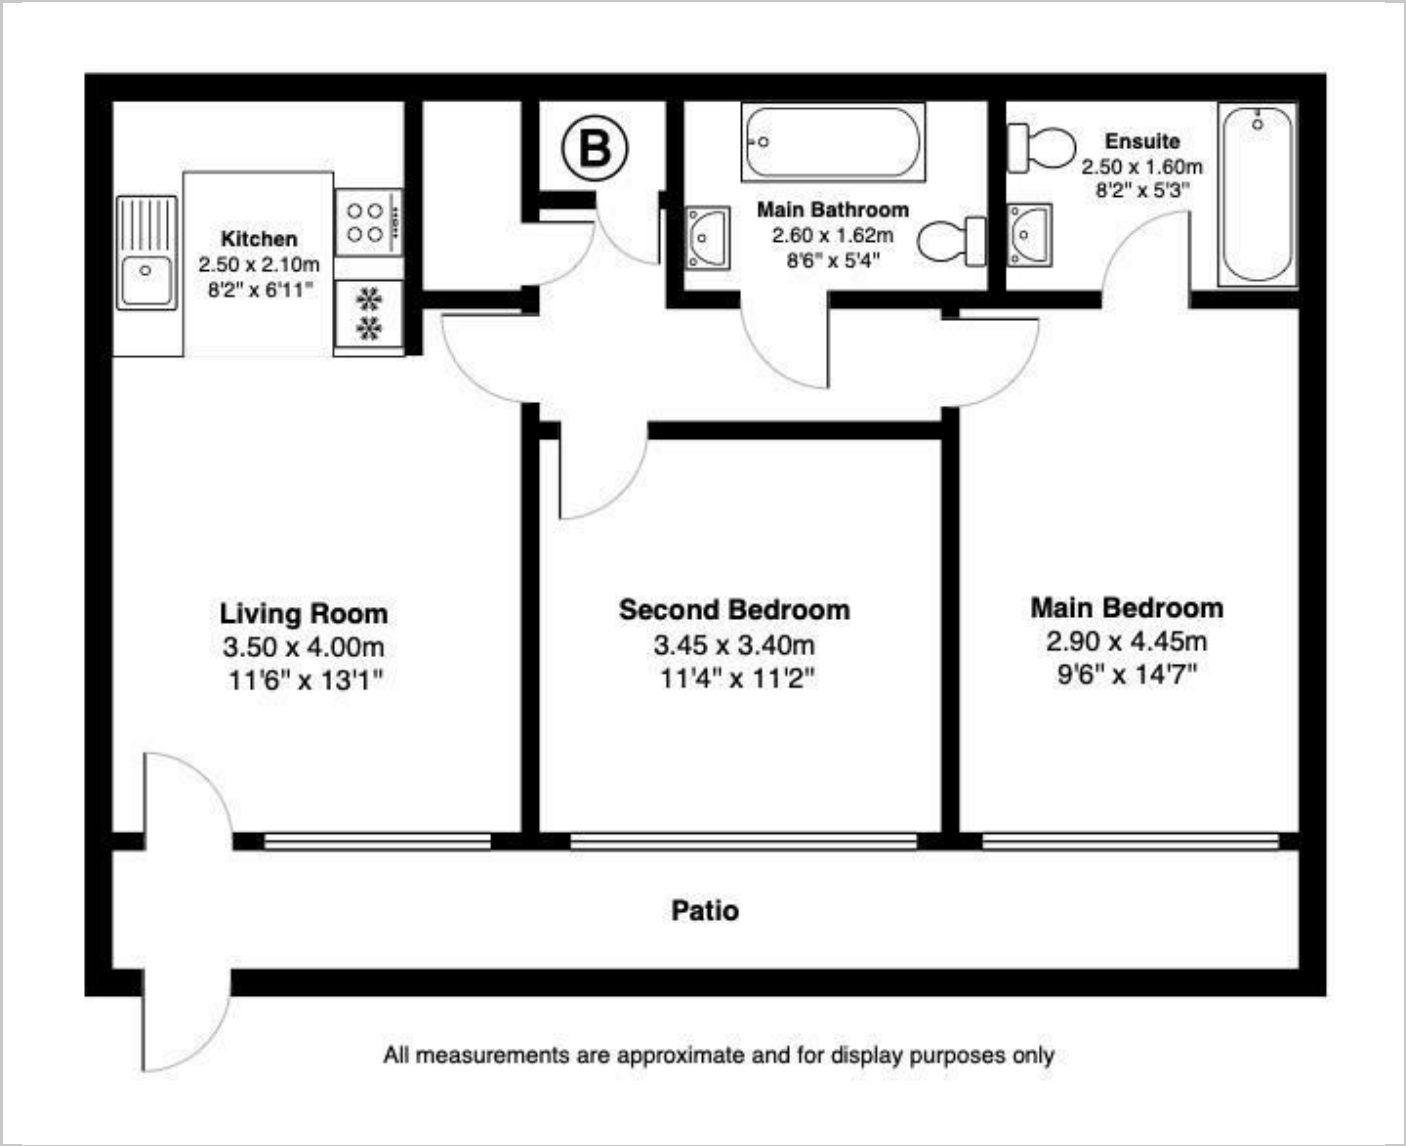 B
Ensuite
2.50 x 1.60m
8'2" x 5'3"
Main Bathroom
2.60 x 1.62m
8'6" x 5'4"
Kitchen
2.50 x 2.10m
8'2" x 6'11"
Living Room
3.50 x 4.00m
11'6" x 13'1"
Second Bedroom
3.45 x 3.40m
11'4" x 11'2"
Main Bedroom
2.90 x 4.45m
9'6" x 14'7"
Patio
All measurements are approximate and for display purposes only